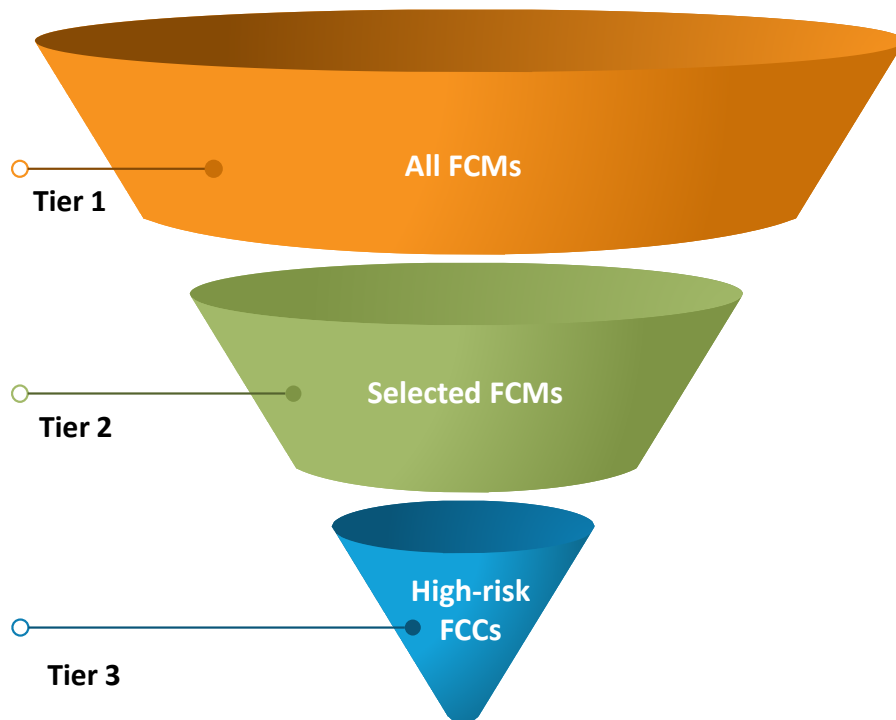 All FCMs
Tier 1
Selected FCMs
Tier 2
High-risk
FCCs
Tier 3